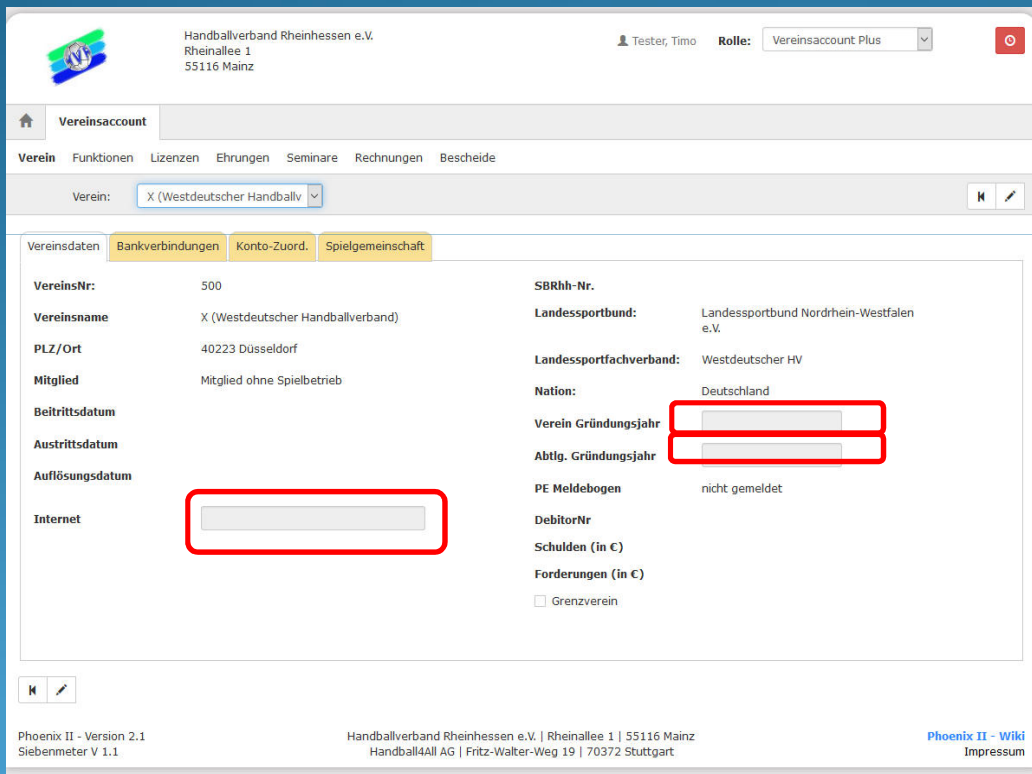 Handballverband Rheinhessen e.V.
Rheinallee 1
55116 Mainz
Tester, Timo Rolle: Vereinsaccount Plus
Vereinsaccount
Verein Funktionen Lizenzen Ehrungen Seminare Rechnungen Bescheide
Verein: X (Westdeutscher Handballv
Vereinsdaten Bankverbindungen Konto-Zuord. Spielgemeinschaft
VereinsNr: 500
Vereinsname X (Westdeutscher Handballverband)
PLZ/Ort 40223 Düsseldorf
Mitglied Mitglied ohne Spielbetrieb
Beitrittsdatum
Austrittsdatum
Auflösungsdatum
Internet
SBRhh-Nr.
Landessportbund: Landessportbund Nordrhein-Westfalen
e.V.
Landessportfachverband: Westdeutscher HV
Nation: Deutschland
Verein Gründungsjahr
Abtlg. Gründungsjahr
PE Meldebogen nicht gemeldet
DebitorNr
Schulden (in €)
Forderungen (in €)
Grenzverein
Phoenix II - Version 2.1
Siebenmeter V 1.1
Handballverband Rheinhessen e.V. | Rheinallee 1 | 55116 Mainz
Handball4All AG | Fritz-Walter-Weg 19 | 70372 Stuttgart
Phoenix II - Wiki
Impressum